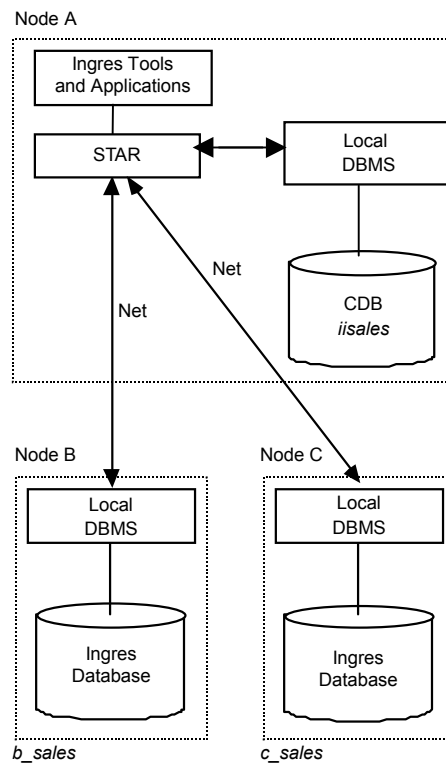 Node A
Ingres Tools
and Applications
STAR
Local
DBMS
Net
Net
CDB
iisales
Node B
Node C
Local
DBMS
Local
DBMS
Ingres
Database
Ingres
Database
b_sales
c_sales